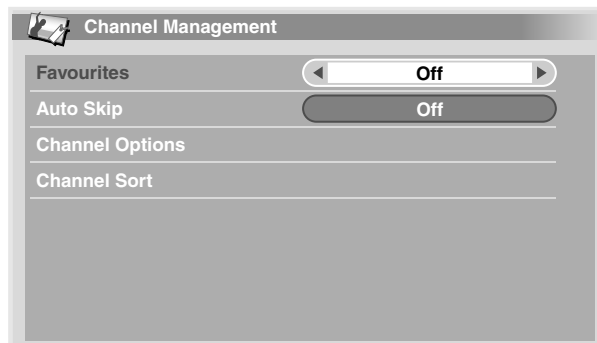 Channel Management
Favourites Off
Auto Skip Off
Channel Options
Channel Sort